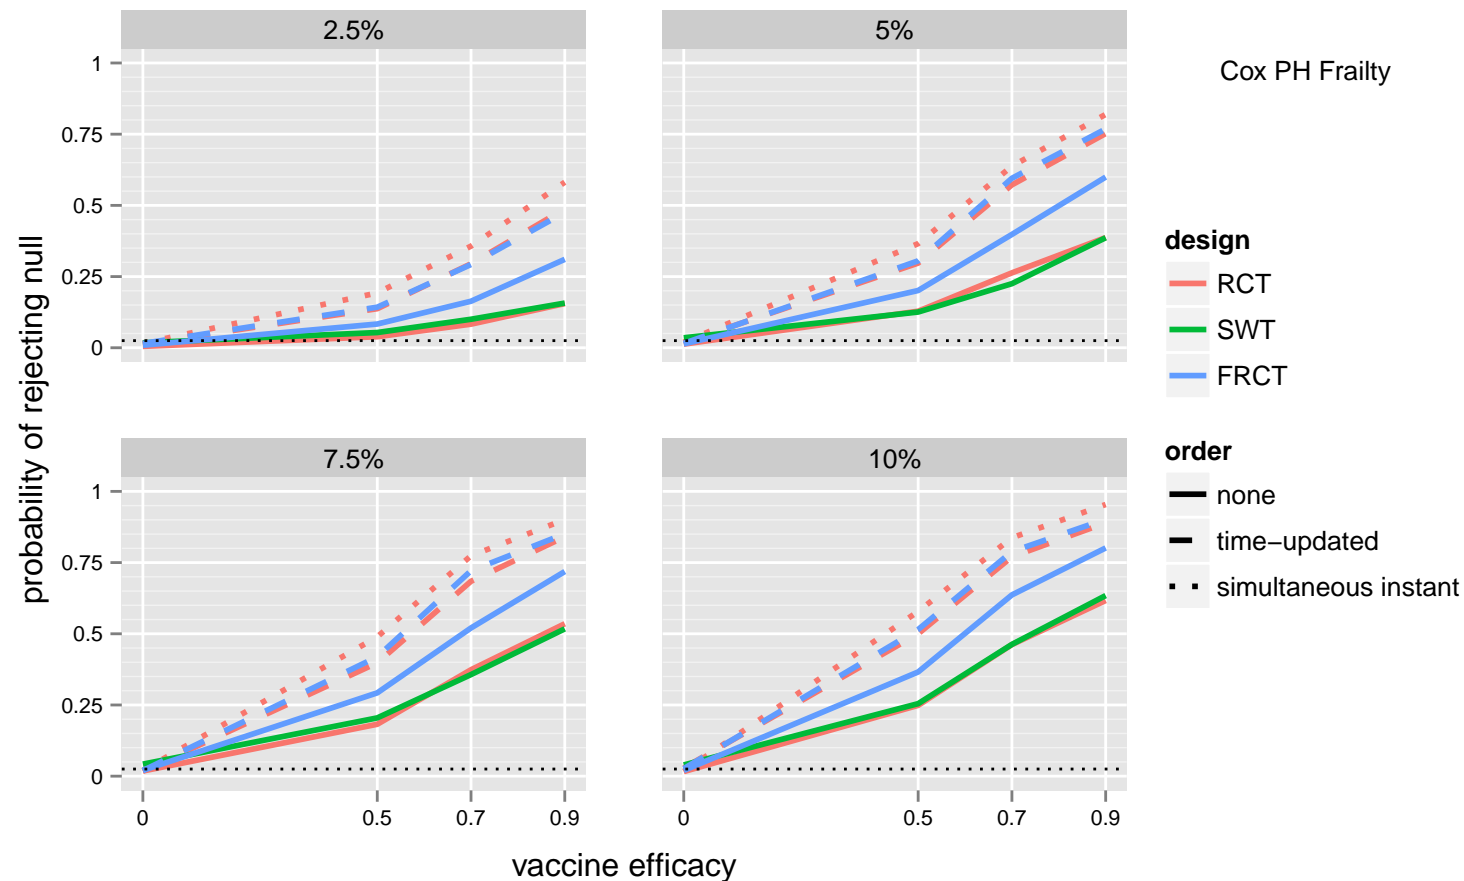 2.5%
5%
Cox PH Frailty
1
0.75
0.5
0.25
0
design
RCT
SWT
FRCT
probability of rejecting null
7.5%
10%
order
none
time−updated
simultaneous instant
1
0.75
0.5
0.25
0
0 0.5 0.7 0.9
0 0.5 0.7 0.9
vaccine efficacy